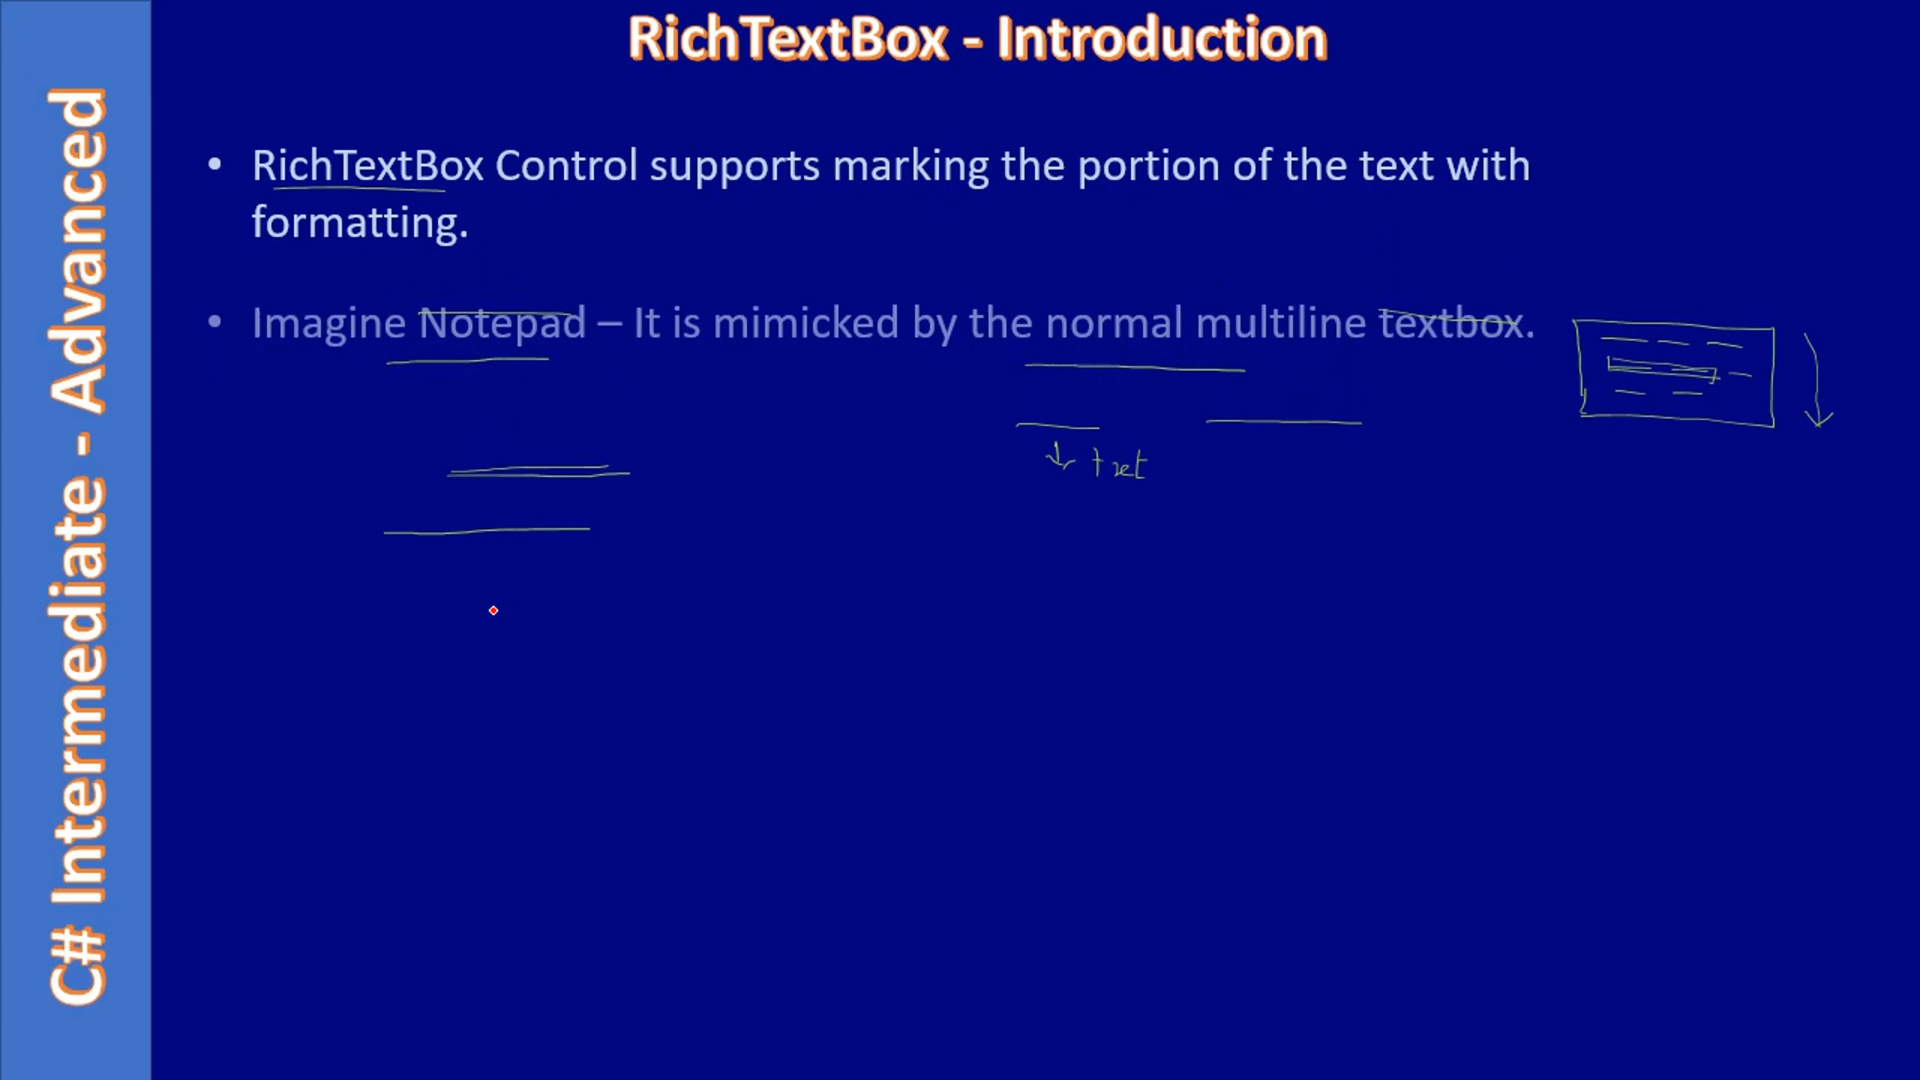 RichTextBox - Introduction
C# Intermediate - Advanced
• RichTextBox Control supports marking the portion of the text with
formatting.
• Imagine Notepad – It is mimicked by the normal multiline textbox.